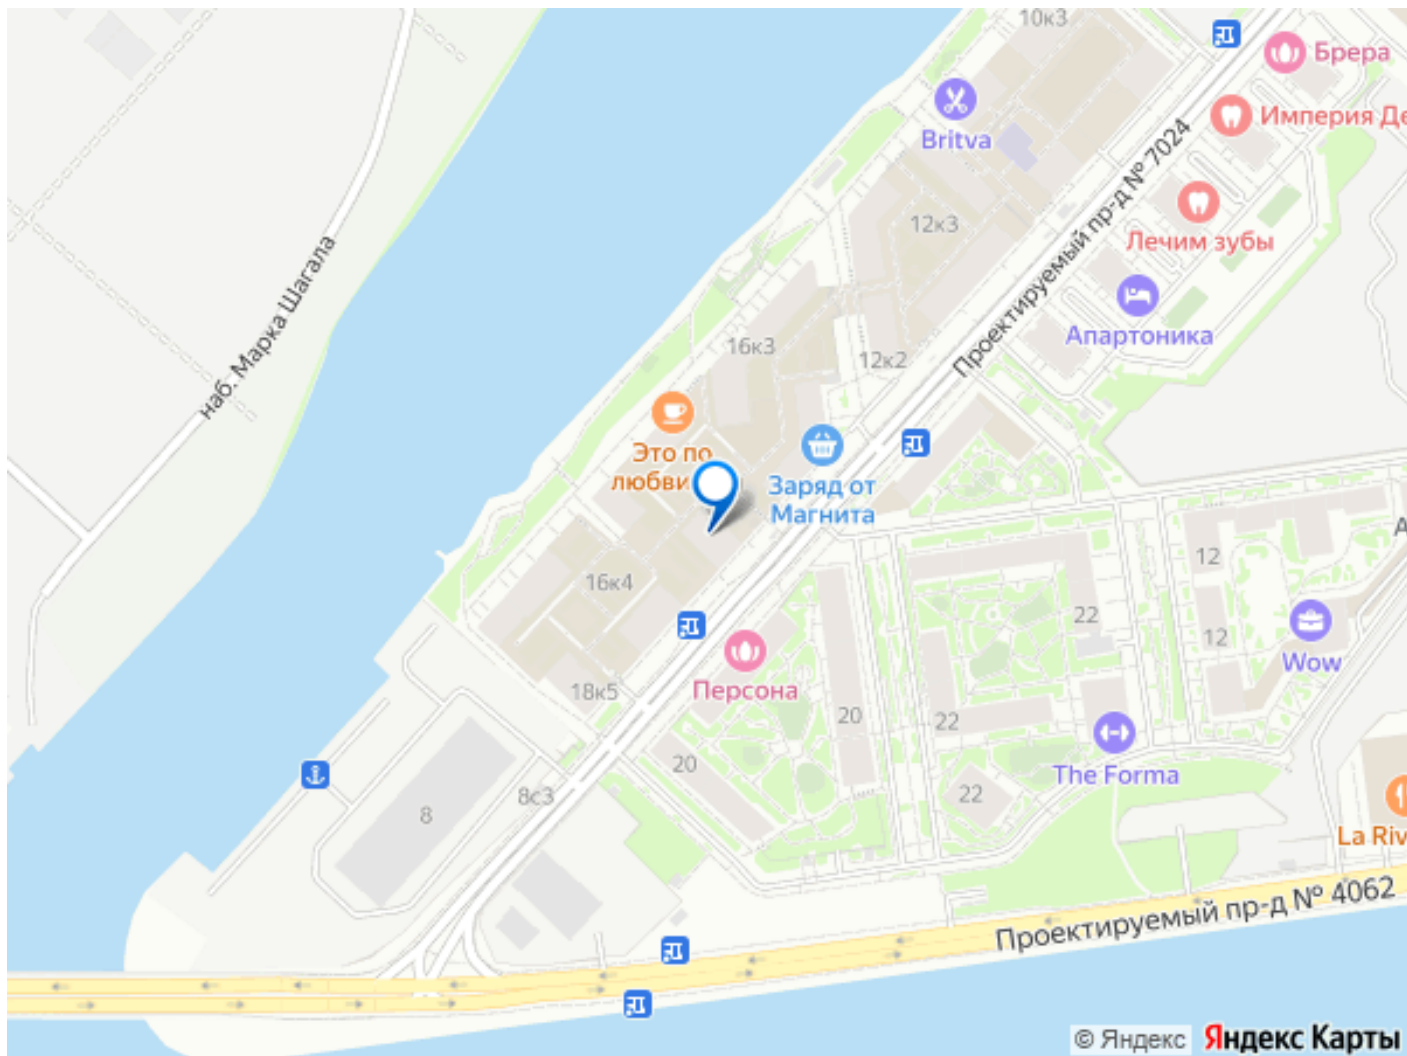 10к3
Брера
Britva
Империя Де
Проектируемый пр-д № 7024
12к3
Лечим зубы
наб. Марка Шагала
Апартоника
16к3
12к2
Это по
любви
Заряд от
Магнита
16к4
12
22
12
Wow
18к5
Персона
20
22
20
The Forma
8с3
22
8
La Riv
Проектируемый пр-д № 4062
© Яндекс Яндекс Карты